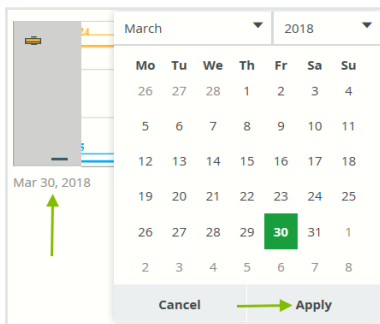 March 2018
24
Mo Tu We Th Fr Sa Su
26 27 28 1 2 3 4
5 6 7 8 9 10 11
12 13 14 15 16 17 18
Mar 30, 2018
19 20 21 22 23 24 25
26 27 28 29 30 31 1
2 3 4 5 6 7 8
Cancel Apply